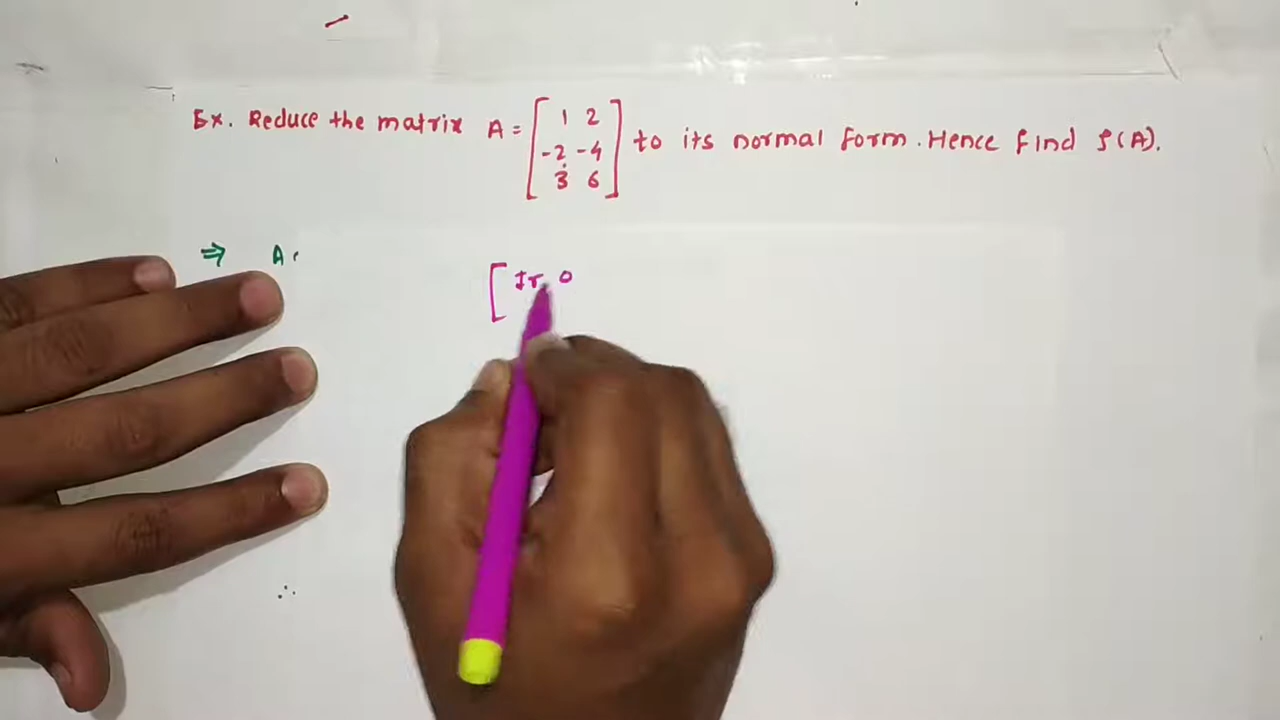 Ex. Reduce the matrix A = [ 1 2 to its normal form. Hence find ρ(A).
-2 -4
3 6 ]
⇒ A =
[ Ir 0